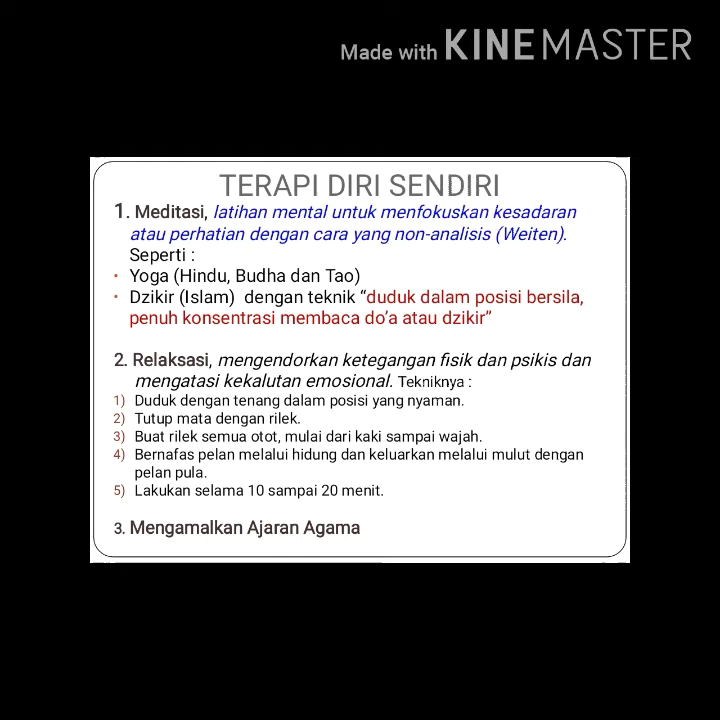 Made with KINEMASTER
TERAPI DIRI SENDIRI
1. Meditasi, latihan mental untuk menfokuskan kesadaran
atau perhatian dengan cara yang non-analisis (Weiten).
Seperti :
• Yoga (Hindu, Budha dan Tao)
• Dzikir (Islam) dengan teknik “duduk dalam posisi bersila,
penuh konsentrasi membaca do’a atau dzikir”
2. Relaksasi, mengendorkan ketegangan fisik dan psikis dan
mengatasi kekalutan emosional. Tekniknya :
1) Duduk dengan tenang dalam posisi yang nyaman.
2) Tutup mata dengan rilek.
3) Buat rilek semua otot, mulai dari kaki sampai wajah.
4) Bernafas pelan melalui hidung dan keluarkan melalui mulut dengan
pelan pula.
5) Lakukan selama 10 sampai 20 menit.
3. Mengamalkan Ajaran Agama